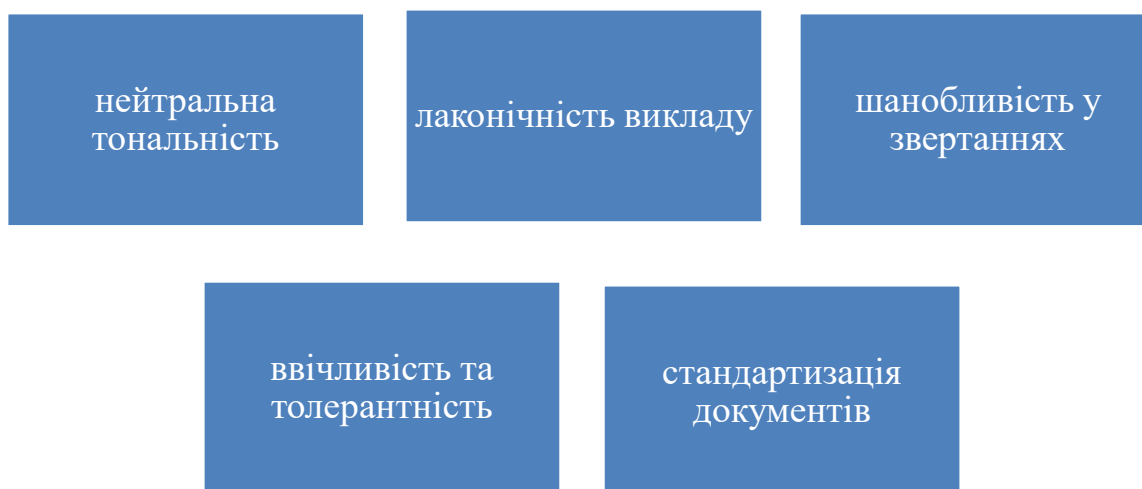 нейтральна
тональність
лаконічність викладу
шанобливість у
звертаннях
ввічливість та
толерантність
стандартизація
документів